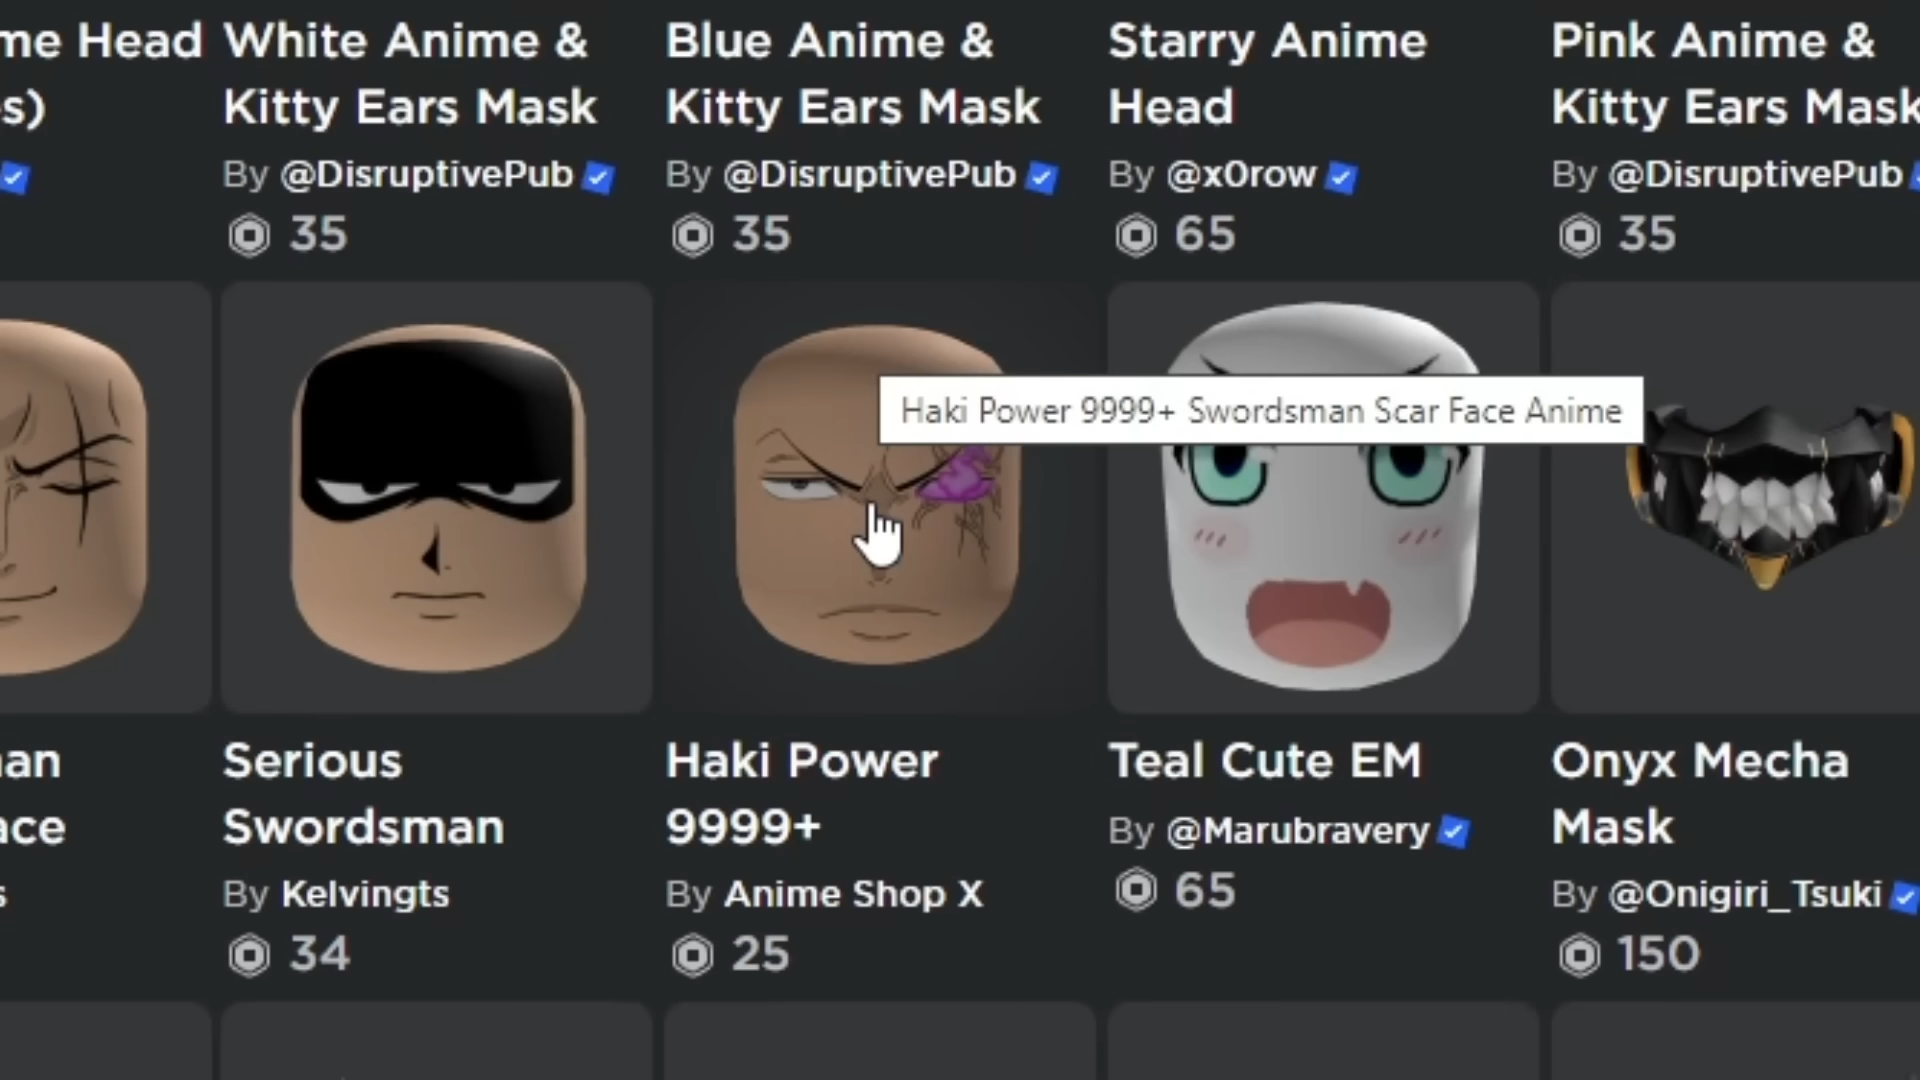 me Head
s)
White Anime &
Kitty Ears Mask
By @DisruptivePub
35
Blue Anime &
Kitty Ears Mask
By @DisruptivePub
35
Starry Anime
Head
By @x0row
65
Pink Anime &
Kitty Ears Mask
By @DisruptivePub
35
Haki Power 9999+ Swordsman Scar Face Anime
an
ace
s
Serious
Swordsman
By Kelvingts
34
Haki Power
9999+
By Anime Shop X
25
Teal Cute EM
By @Marubravery
65
Onyx Mecha
Mask
By @Onigiri_Tsuki
150